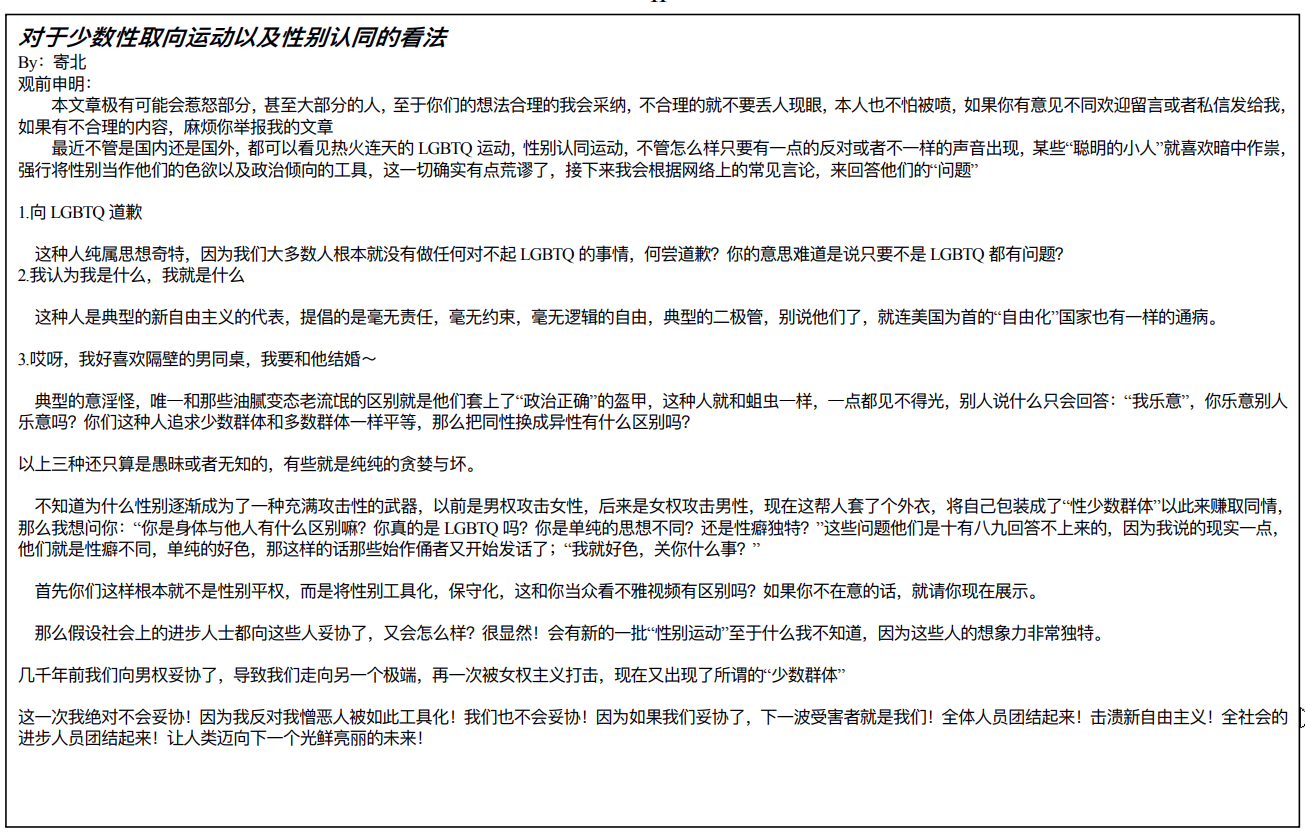 对于少数性取向运动以及性别认同的看法
By：寄北
观前申明：
本文章极有可能会惹怒部分，甚至大部分的人，至于你们的想法合理的我会采纳，不合理的就不要丢人现眼，本人也不怕被喷，如果你有意见不同欢迎留言或者私信发给我，
如果有不合理的内容，麻烦你举报我的文章
最近不管是国内还是国外，都可以看见热火连天的 LGBTQ 运动，性别认同运动，不管怎么样只要有一点的反对或者不一样的声音出现，某些“聪明的小人”就喜欢暗中作祟，
强行将性别当作他们的色欲以及政治倾向的工具，这一切确实有点荒谬了，接下来我会根据网络上的常见言论，来回答他们的“问题”
1.向 LGBTQ 道歉
这种人纯属思想奇特，因为我们大多数人根本就没有做任何对不起 LGBTQ 的事情，何尝道歉？你的意思难道是说只要不是 LGBTQ 都有问题？
2.我认为我是什么，我就是什么
这种人是典型的新自由主义的代表，提倡的是毫无责任，毫无约束，毫无逻辑的自由，典型的二极管，别说他们了，就连美国为首的“自由化”国家也有一样的通病。
3.哎呀，我好喜欢隔壁的男同桌，我要和他结婚～
典型的意淫怪，唯一和那些油腻变态老流氓的区别就是他们套上了“政治正确”的盔甲，这种人就和蛆虫一样，一点都见不得光，别人说什么只会回答：“我乐意”，你乐意别人
乐意吗？你们这种人追求少数群体和多数群体一样平等，那么把同性换成异性有什么区别吗？
以上三种还只算是愚昧或者无知的，有些就是纯纯的贪婪与坏。
不知道为什么性别逐渐成为了一种充满攻击性的武器，以前是男权攻击女性，后来是女权攻击男性，现在这帮人套了个外衣，将自己包装成了“性少数群体”以此来赚取同情，
那么我想问你：“你是身体与他人有什么区别嘛？你真的是 LGBTQ 吗？你是单纯的思想不同？还是性癖独特？”这些问题他们是十有八九回答不上来的，因为我说的现实一点，
他们就是性癖不同，单纯的好色，那这样的话那些始作俑者又开始发话了；“我就好色，关你什么事？”
首先你们这样根本就不是性别平权，而是将性别工具化，保守化，这和你当众看不雅视频有区别吗？如果你不在意的话，就请你现在展示。
那么假设社会上的进步人士都向这些人妥协了，又会怎么样？很显然！会有新的一批“性别运动”至于什么我不知道，因为这些人的想象力非常独特。
几千年前我们向男权妥协了，导致我们走向另一个极端，再一次被女权主义打击，现在又出现了所谓的“少数群体”
这一次我绝对不会妥协！因为我反对我憎恶人被如此工具化！我们也不会妥协！因为如果我们妥协了，下一波受害者就是我们！全体人员团结起来！击溃新自由主义！全社会的
进步人员团结起来！让人类迈向下一个光鲜亮丽的未来！